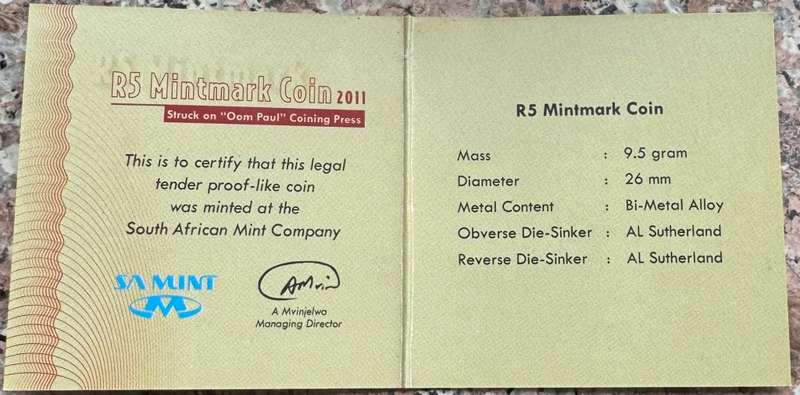 R5 Mintmark Coin 2011
Struck on "Oom Paul" Coining Press
This is to certify that this legal
tender proof-like coin
was minted at the
South African Mint Company
SA MINT
AMvin
A Mvinjelwa
Managing Director
R5 Mintmark Coin
Mass : 9.5 gram
Diameter : 26 mm
Metal Content : Bi-Metal Alloy
Obverse Die-Sinker : AL Sutherland
Reverse Die-Sinker : AL Sutherland